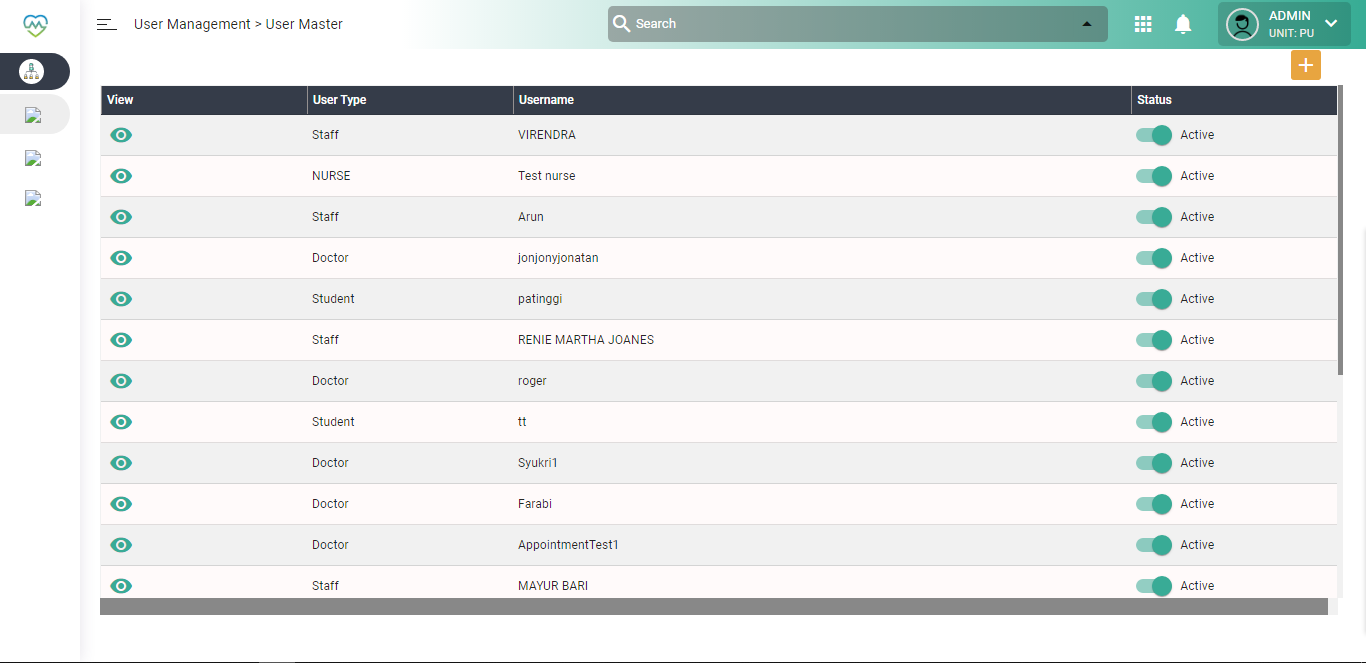 User Management > User Master
Search
ADMIN
UNIT: PU
View User Type Username Status
Staff VIRENDRA Active
NURSE Test nurse Active
Staff Arun Active
Doctor jonjonyjonatan Active
Student patinggi Active
Staff RENIE MARTHA JOANES Active
Doctor roger Active
Student tt Active
Doctor Syukri1 Active
Doctor Farabi Active
Doctor AppointmentTest1 Active
Staff MAYUR BARI Active